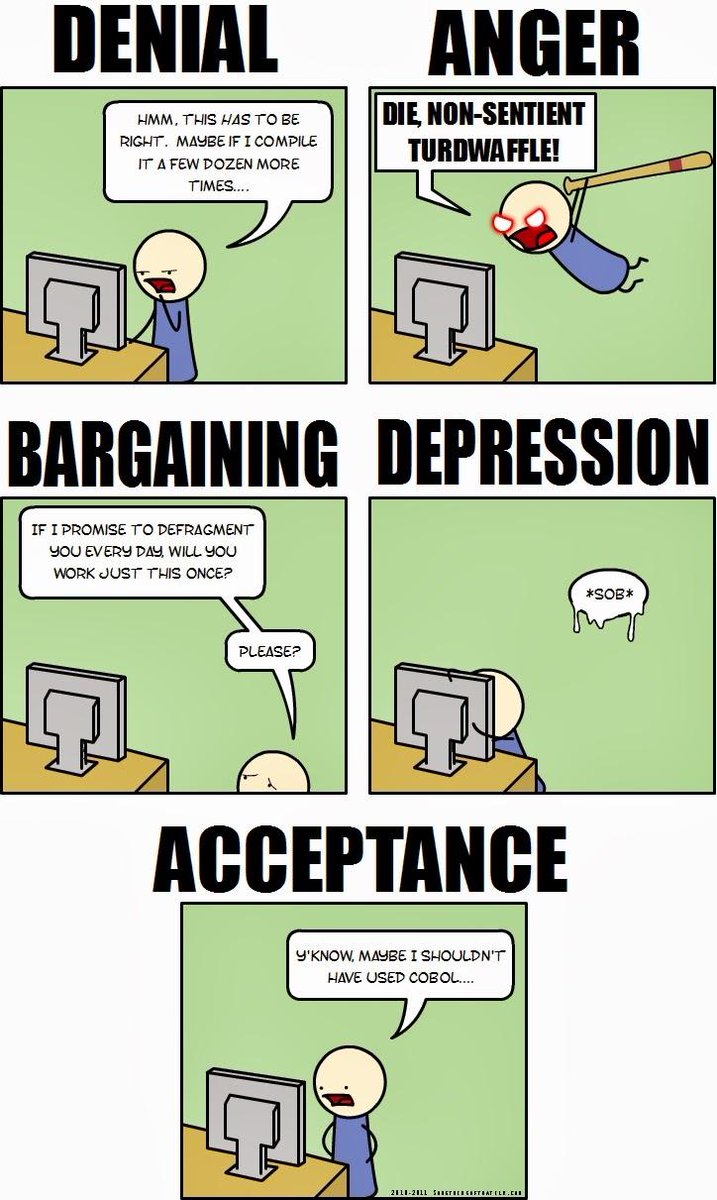 DENIAL
HMM, THIS HAS TO BE
RIGHT. MAYBE IF I COMPILE
IT A FEW DOZEN MORE
TIMES....
ANGER
DIE, NON-SENTIENT
TURDWAFFLE!
BARGAINING
IF I PROMISE TO DEFRAGMENT
YOU EVERY DAY, WILL YOU
WORK JUST THIS ONCE?
PLEASE?
DEPRESSION
*SOB*
ACCEPTANCE
Y'KNOW, MAYBE I SHOULDN'T
HAVE USED COBOL....
2010-2011